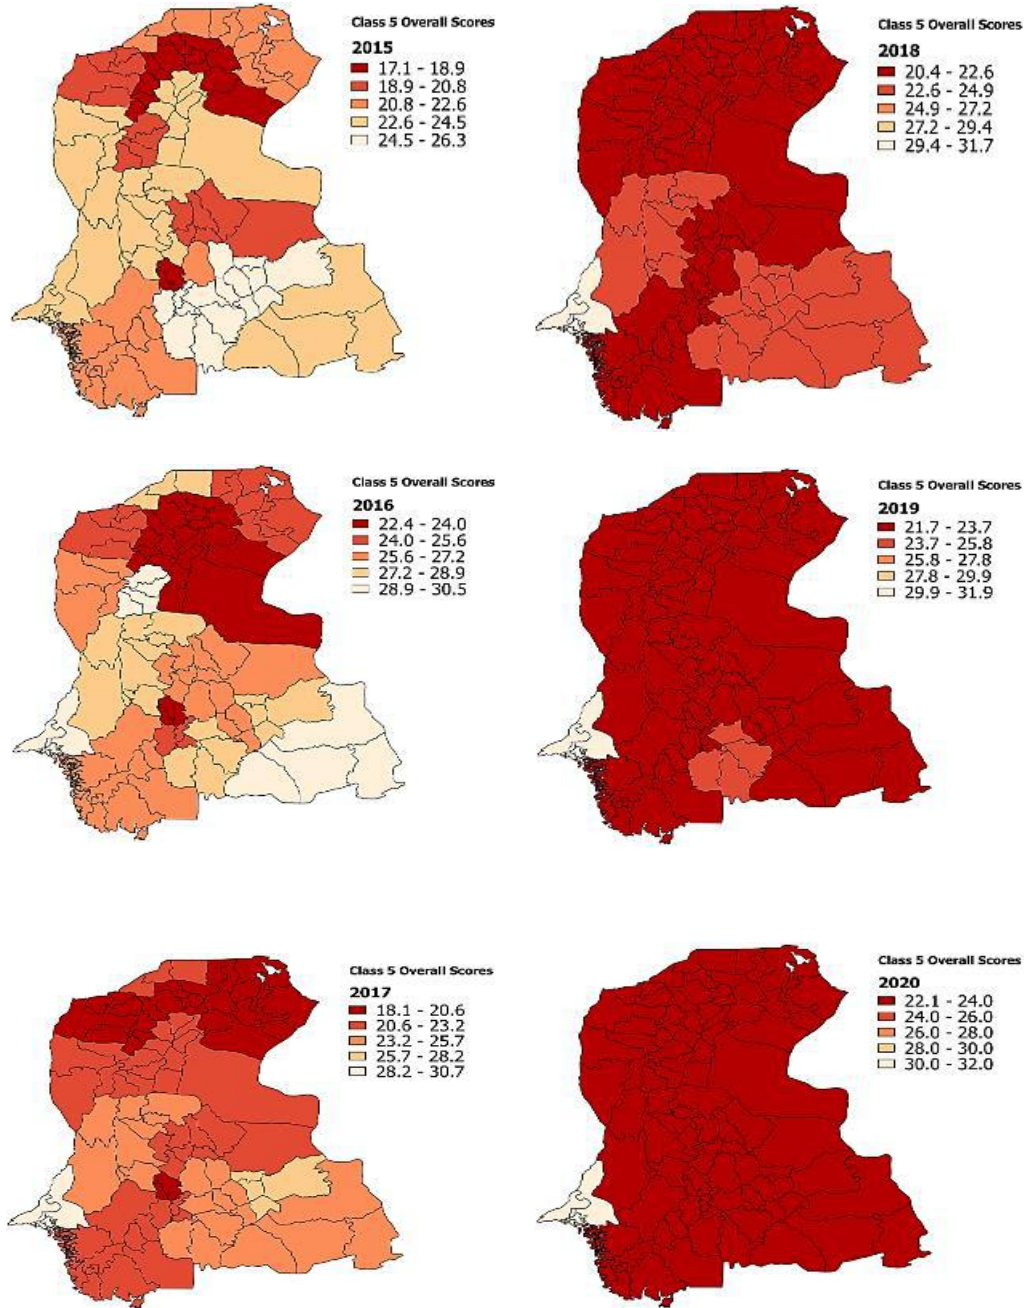 Class 5 Overall Scores
2015
17.1 - 18.9
18.9 - 20.8
20.8 - 22.6
22.6 - 24.5
24.5 - 26.3
Class 5 Overall Scores
2018
20.4 - 22.6
22.6 - 24.9
24.9 - 27.2
27.2 - 29.4
29.4 - 31.7
Class 5 Overall Scores
2016
22.4 - 24.0
24.0 - 25.6
25.6 - 27.2
27.2 - 28.9
28.9 - 30.5
Class 5 Overall Scores
2019
21.7 - 23.7
23.7 - 25.8
25.8 - 27.8
27.8 - 29.9
29.9 - 31.9
Class 5 Overall Scores
2017
18.1 - 20.6
20.6 - 23.2
23.2 - 25.7
25.7 - 28.2
28.2 - 30.7
Class 5 Overall Scores
2020
22.1 - 24.0
24.0 - 26.0
26.0 - 28.0
28.0 - 30.0
30.0 - 32.0